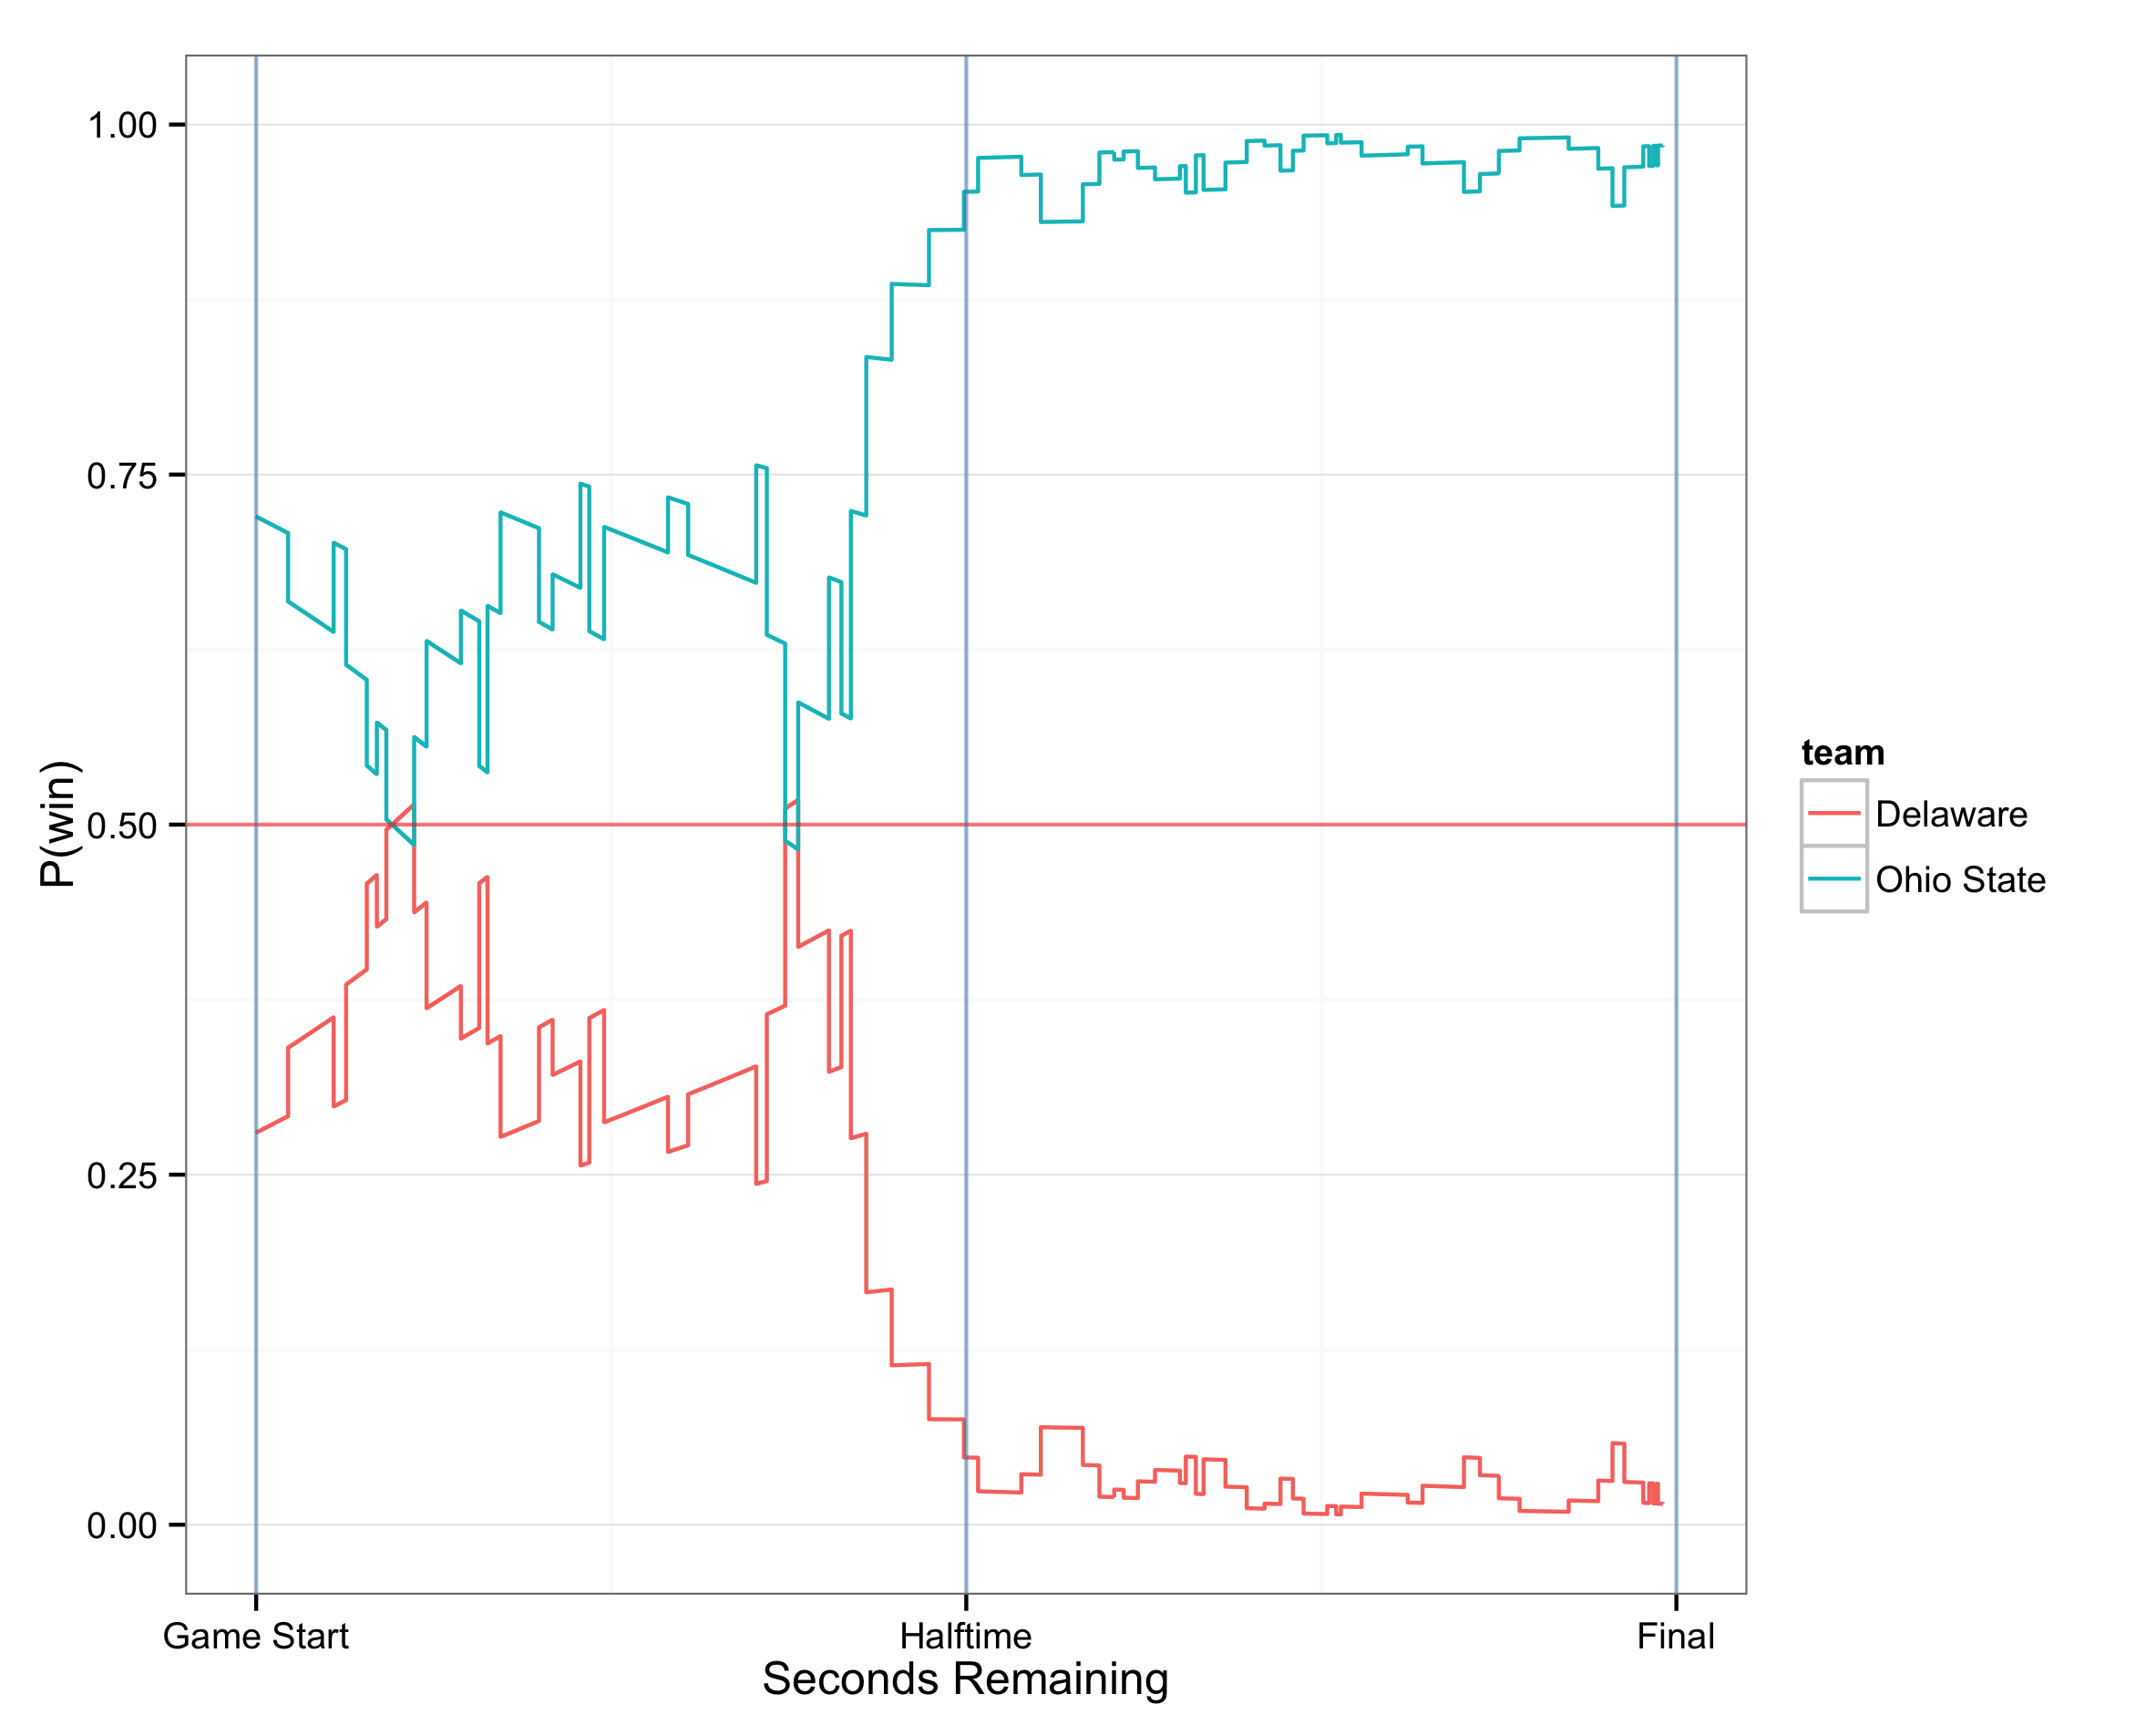 1.00
0.75
0.50
0.25
0.00
P(win)
Game Start
Halftime
Final
Seconds Remaining
team
Delaware
Ohio State